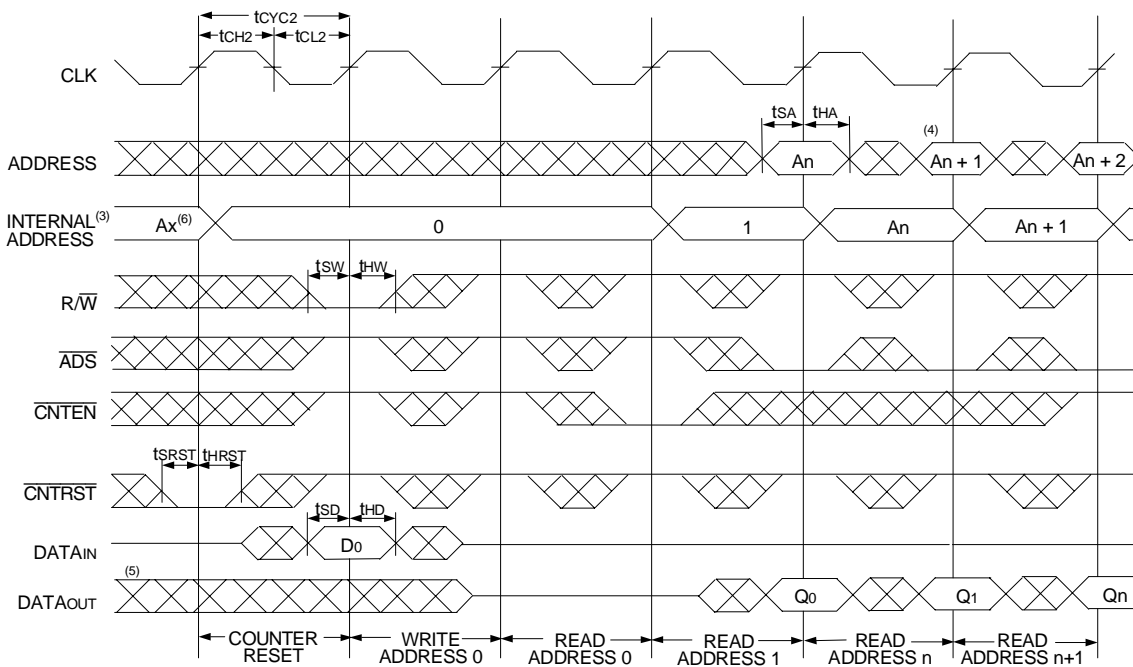 tCYC2
tCH2 tCL2
CLK
tSA tHA
(4)
ADDRESS An An + 1 An + 2
INTERNAL(3) ADDRESS Ax(6) 0 1 An An + 1
tSW tHW
R/W
ADS
CNTEN
tSRST tHRST
CNTRST
tSD tHD
DATAIN D0
(5)
DATAOUT Q0 Q1 Qn
COUNTER RESET
WRITE ADDRESS 0
READ ADDRESS 0
READ ADDRESS 1
READ ADDRESS n
READ ADDRESS n+1